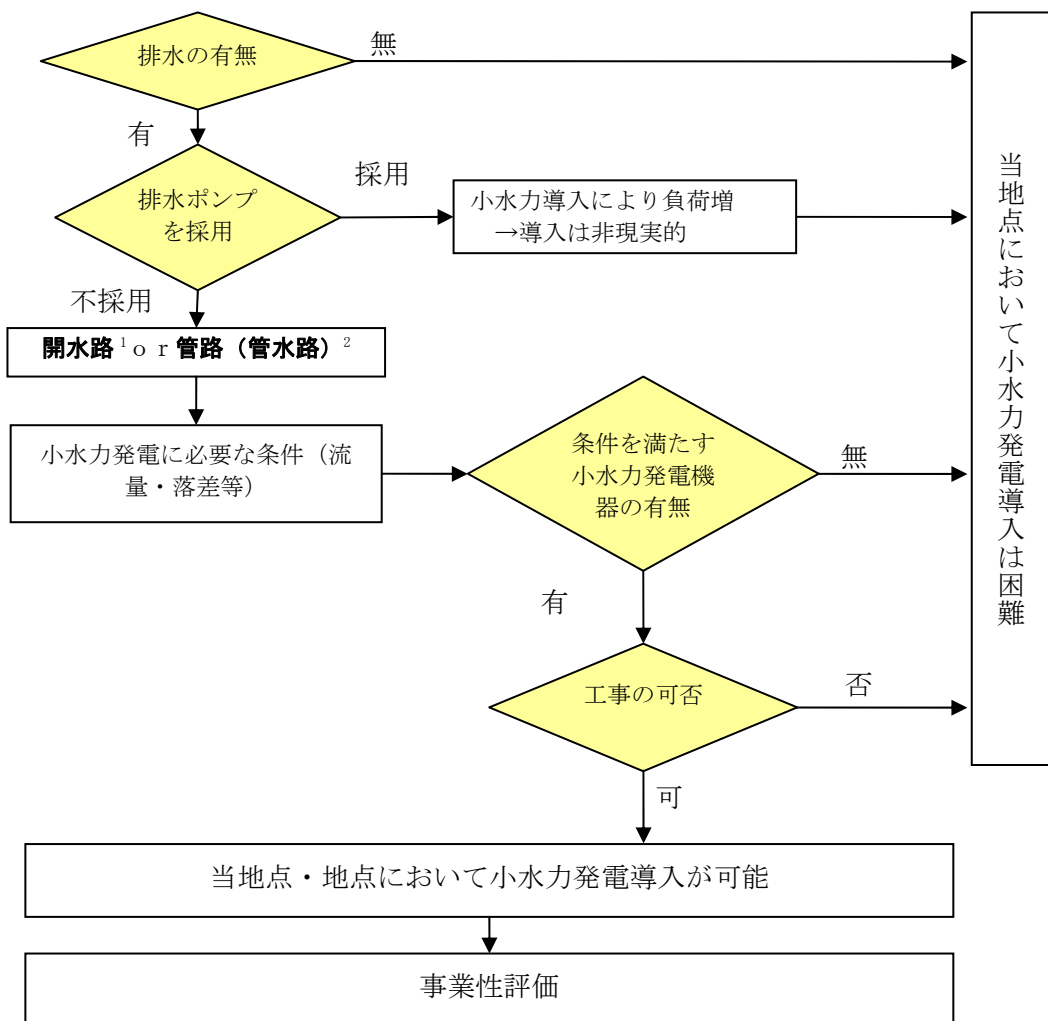 排水の有無
無
有
排水ポンプ
を採用
採用
小水力導入により負荷増
→導入は非現実的
不採用
開水路1ｏｒ管路（管水路）2
小水力発電に必要な条件（流
量・落差等）
条件を満たす
小水力発電機
器の有無
無
有
工事の可否
否
可
当地点において小水力発電導入は困難
当地点・地点において小水力発電導入が可能
事業性評価